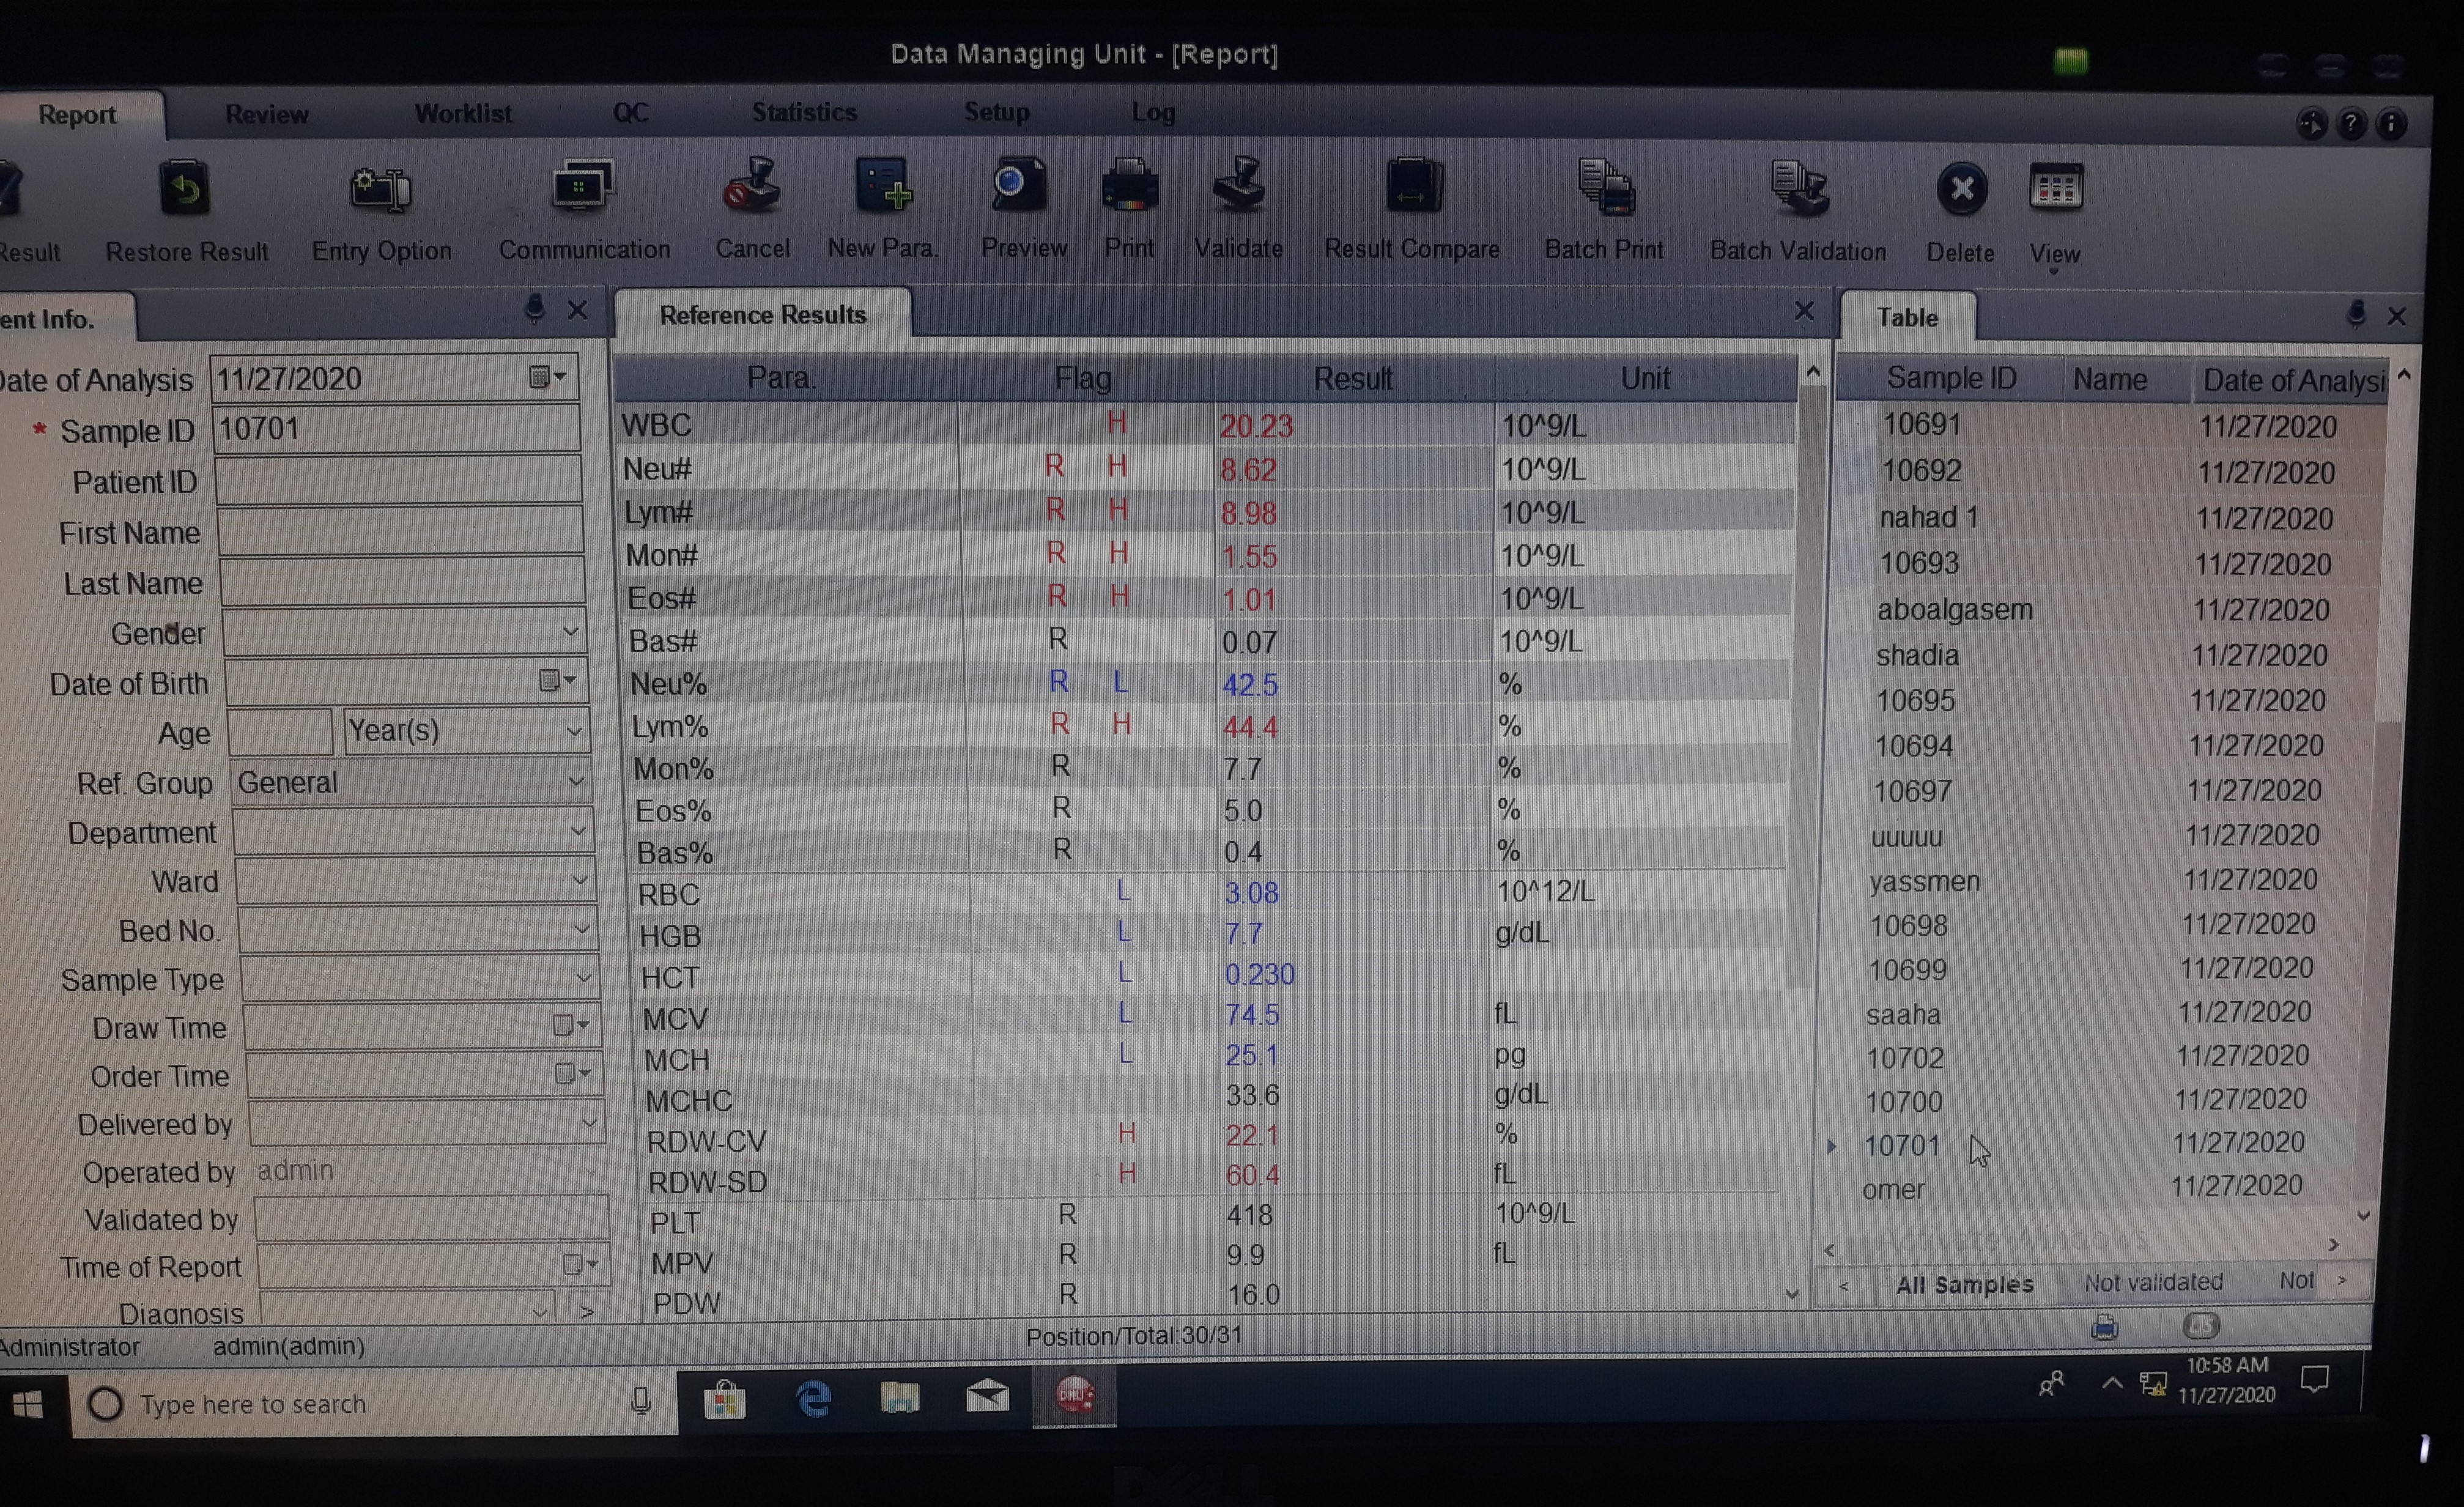 Data Managing Unit - [Report]
Report Review Worklist QC Statistics Setup Log
Result Restore Result Entry Option Communication Cancel New Para. Preview Print Validate Result Compare Batch Print Batch Validation Delete View
ent Info.
Date of Analysis 11/27/2020
* Sample ID 10701
Patient ID
First Name
Last Name
Gender
Date of Birth
Age Year(s)
Ref. Group General
Department
Ward
Bed No.
Sample Type
Draw Time
Order Time
Delivered by
Operated by admin
Validated by
Time of Report
Diagnosis >
Reference Results
Para. Flag Result Unit
WBC H 20.23 10^9/L
Neu# R H 8.62 10^9/L
Lym# R H 8.98 10^9/L
Mon# R H 1.55 10^9/L
Eos# R H 1.01 10^9/L
Bas# R 0.07 10^9/L
Neu% R L 42.5 %
Lym% R H 44.4 %
Mon% R 7.7 %
Eos% R 5.0 %
Bas% R 0.4 %
RBC L 3.08 10^12/L
HGB L 7.7 g/dL
HCT L 0.230
MCV L 74.5 fL
MCH L 25.1 pg
MCHC 33.6 g/dL
RDW-CV H 22.1 %
RDW-SD H 60.4 fL
PLT R 418 10^9/L
MPV R 9.9 fL
PDW R 16.0
Table
Sample ID Name Date of Analysi
10691 11/27/2020
10692 11/27/2020
nahad 1 11/27/2020
10693 11/27/2020
aboalgasem 11/27/2020
shadia 11/27/2020
10695 11/27/2020
10694 11/27/2020
10697 11/27/2020
uuuuu 11/27/2020
yassmen 11/27/2020
10698 11/27/2020
10699 11/27/2020
saaha 11/27/2020
10702 11/27/2020
10700 11/27/2020
10701 11/27/2020
omer 11/27/2020
Activate Windows
All Samples Not validated Not
Administrator admin(admin) Position/Total:30/31 LIS
Type here to search DMU 10:58 AM
11/27/2020
DELL